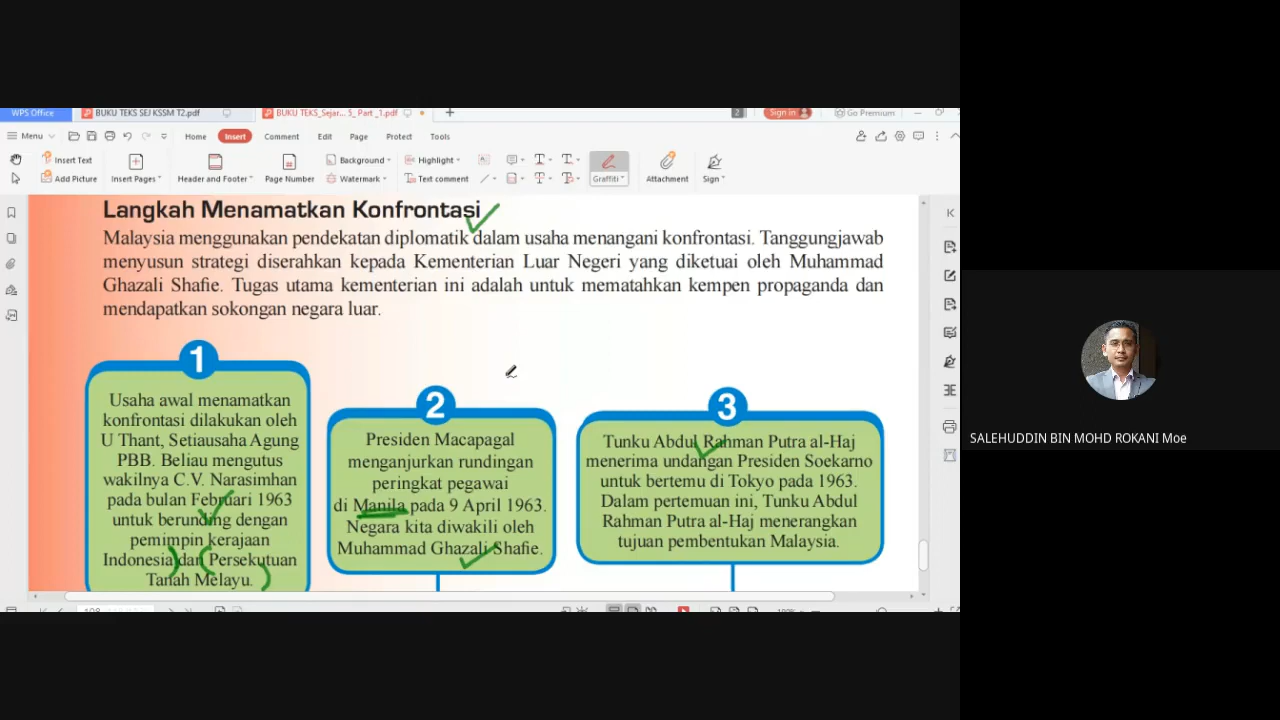 WPS Office
BUKU TEKS SEJ KSSM T2.pdf
BUKU TEKS_Sejar... 5_ Part _1.pdf
2
Sign in
Go Premium
Menu
Home
Insert
Comment
Edit
Page
Protect
Tools
Insert Text
Add Picture
Insert Pages
Header and Footer
Page Number
Background
Watermark
Highlight
Text comment
Graffiti
Attachment
Sign
Langkah Menamatkan Konfrontasi
Malaysia menggunakan pendekatan diplomatik dalam usaha menangani konfrontasi. Tanggungjawab
menyusun strategi diserahkan kepada Kementerian Luar Negeri yang diketuai oleh Muhammad
Ghazali Shafie. Tugas utama kementerian ini adalah untuk mematahkan kempen propaganda dan
mendapatkan sokongan negara luar.
1
Usaha awal menamatkan
konfrontasi dilakukan oleh
U Thant, Setiausaha Agung
PBB. Beliau mengutus
wakilnya C.V. Narasimhan
pada bulan Februari 1963
untuk berunding dengan
pemimpin kerajaan
Indonesia dan Persekutuan
Tanah Melayu.
2
Presiden Macapagal
menganjurkan rundingan
peringkat pegawai
di Manila pada 9 April 1963.
Negara kita diwakili oleh
Muhammad Ghazali Shafie.
3
Tunku Abdul Rahman Putra al-Haj
menerima undangan Presiden Soekarno
untuk bertemu di Tokyo pada 1963.
Dalam pertemuan ini, Tunku Abdul
Rahman Putra al-Haj menerangkan
tujuan pembentukan Malaysia.
SALEHUDDIN BIN MOHD ROKANI Moe